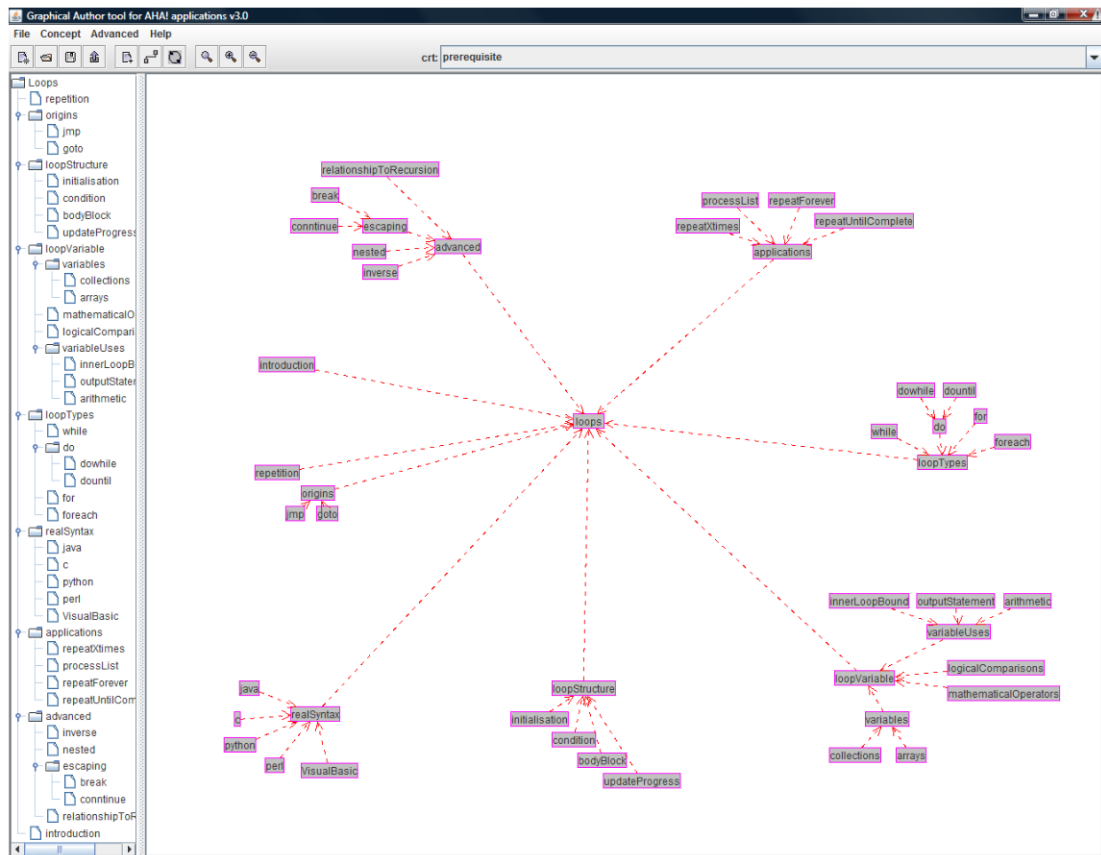 Graphical Author tool for AHA! applications v3.0
File Concept Advanced Help
crt: prerequisite
Loops
repetition
origins
jmp
goto
loopStructure
initialisation
condition
bodyBlock
updateProgress
loopVariable
variables
collections
arrays
mathematicalO
logicalCompari
variableUses
innerLoopB
outputStatem
arithmetic
loopTypes
while
do
dowhile
dountil
for
foreach
realSyntax
java
c
python
perl
VisualBasic
applications
repeatXtimes
processList
repeatForever
repeatUntilCom
advanced
inverse
nested
escaping
break
conntinue
relationshipToR
introduction
relationshipToRecursion
break
conntinue
escaping
nested
advanced
inverse
processList
repeatForever
repeatXtimes
repeatUntilComplete
applications
introduction
loops
dowhile
dountil
while
do
for
foreach
loopTypes
repetition
origins
jmp
goto
innerLoopBound
outputStatement
arithmetic
variableUses
loopVariable
logicalComparisons
mathematicalOperators
variables
collections
arrays
java
c
realSyntax
python
perl
VisualBasic
loopStructure
initialisation
condition
bodyBlock
updateProgress